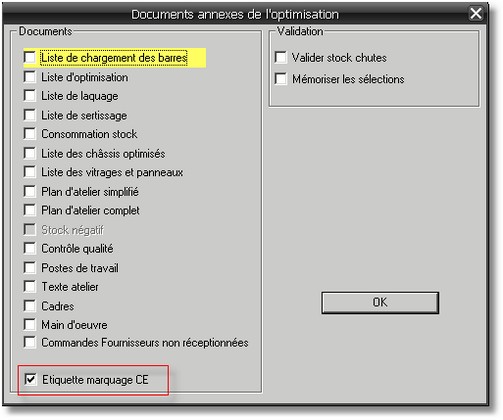 Documents annexes de l'optimisation
Documents
Liste de chargement des barres
Liste d'optimisation
Liste de laquage
Liste de sertissage
Consommation stock
Liste des châssis optimisés
Liste des vitrages et panneaux
Plan d'atelier simplifié
Plan d'atelier complet
Stock négatif
Contrôle qualité
Postes de travail
Texte atelier
Cadres
Main d'oeuvre
Commandes Fournisseurs non réceptionnées
Etiquette marquage CE
Validation
Valider stock chutes
Mémoriser les sélections
OK